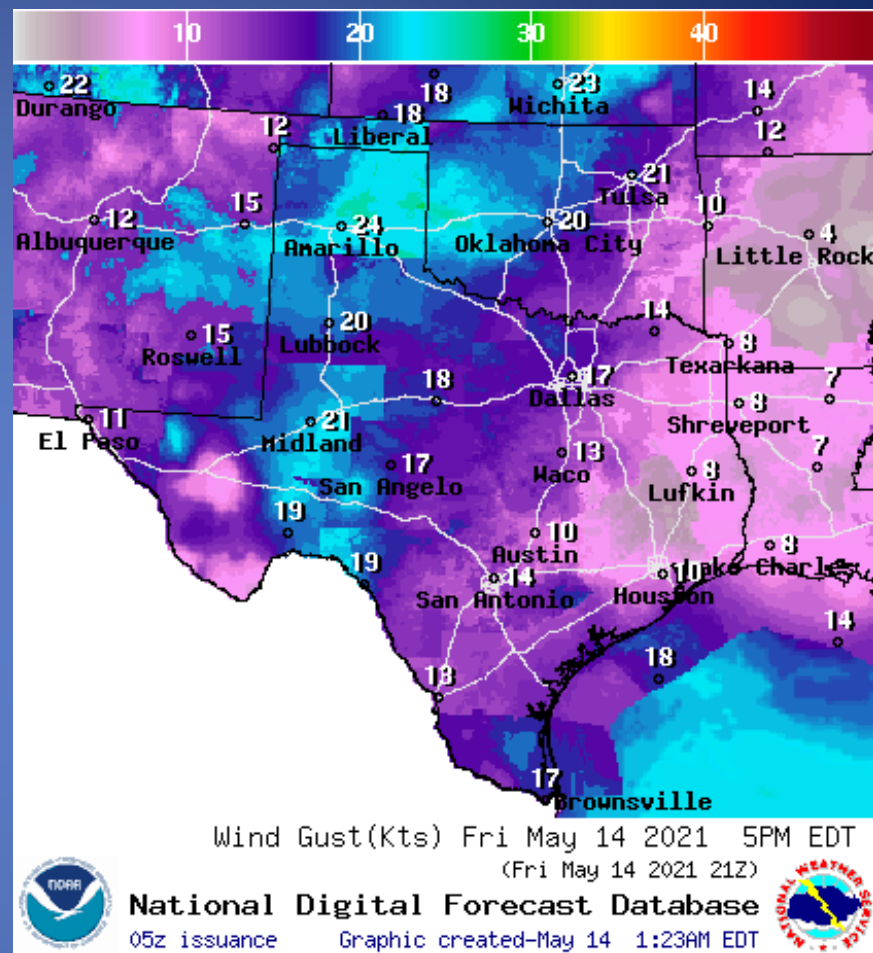 10 20 30 40
22 18 23 14
Durango 18 Wichita
12 Liberal 12
21
Tulsa
12 15 24 20 10 4
Albuquerque Amarillo Oklahoma City Little Rock
15 20 14 8
Roswell Lubbock Texarkana
18 17 8 7
Dallas Shreveport
11 21
El Paso Midland
17 13 8 7
San Angelo Waco Lufkin
19 10 8
Austin Lake Charles
19 14 10
San Antonio Houston
14
18
13
17
Brownsville
Wind Gust(Kts) Fri May 14 2021 5PM EDT
(Fri May 14 2021 21Z)
NOAA
National Digital Forecast Database
05z issuance Graphic created-May 14 1:23AM EDT
NATIONAL WEATHER SERVICE